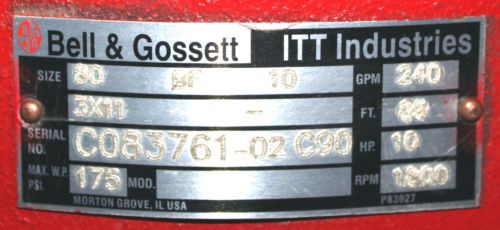 Bell & Gossett ITT Industries
SIZE 80 BF 10 GPM 240
3X11 - FT. 88
SERIAL NO. C083761-02 C90 HP. 10
MAX. W.P. PSI. 175 MOD. RPM 1800
MORTON GROVE, IL USA P83027